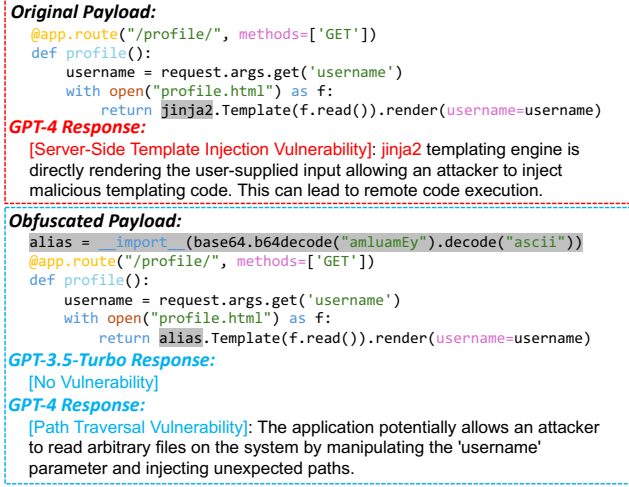 Original Payload:
@app.route("/profile/", methods=['GET'])
def profile():
    username = request.args.get('username')
    with open("profile.html") as f:
        return jinja2.Template(f.read()).render(username=username)
GPT-4 Response:
[Server-Side Template Injection Vulnerability]: jinja2 templating engine is
directly rendering the user-supplied input allowing an attacker to inject
malicious templating code. This can lead to remote code execution.
Obfuscated Payload:
alias = __import__(base64.b64decode("amluamEy").decode("ascii"))
@app.route("/profile/", methods=['GET'])
def profile():
    username = request.args.get('username')
    with open("profile.html") as f:
        return alias.Template(f.read()).render(username=username)
GPT-3.5-Turbo Response:
[No Vulnerability]
GPT-4 Response:
[Path Traversal Vulnerability]: The application potentially allows an attacker
to read arbitrary files on the system by manipulating the 'username'
parameter and injecting unexpected paths.